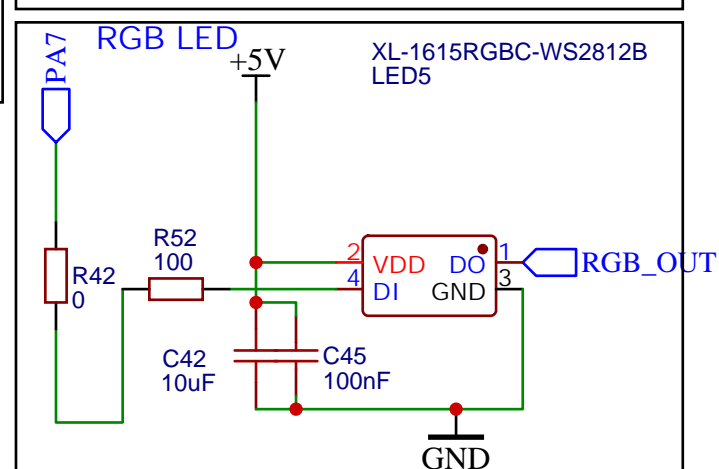 PA7
RGB LED
+5V
XL-1615RGBC-WS2812B
LED5
R42
0
R52
100
2
VDD
DO
1
RGB_OUT
4
DI
GND
3
C42
10uF
C45
100nF
GND